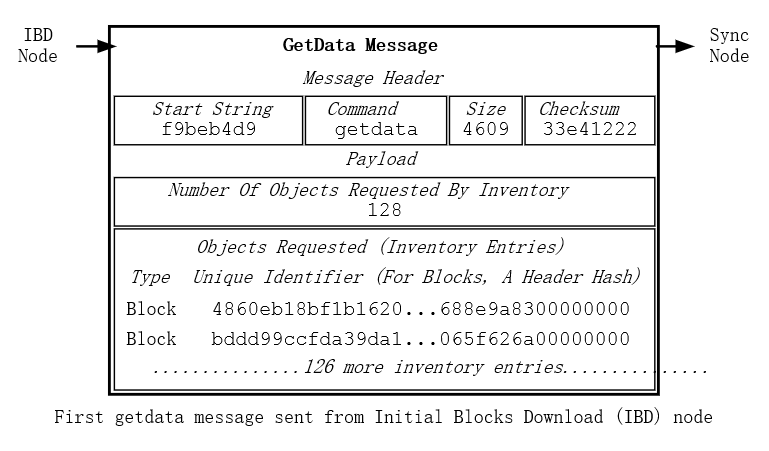 IBD
Node
GetData Message
Sync
Node
Message Header
Start String Command Size Checksum
f9beb4d9 getdata 4609 33e41222
Payload
Number Of Objects Requested By Inventory
128
Objects Requested (Inventory Entries)
Type Unique Identifier (For Blocks, A Header Hash)
Block 4860eb18bf1b1620...688e9a8300000000
Block bddd99ccfda39da1...065f626a00000000
...............126 more inventory entries...............
First getdata message sent from Initial Blocks Download (IBD) node